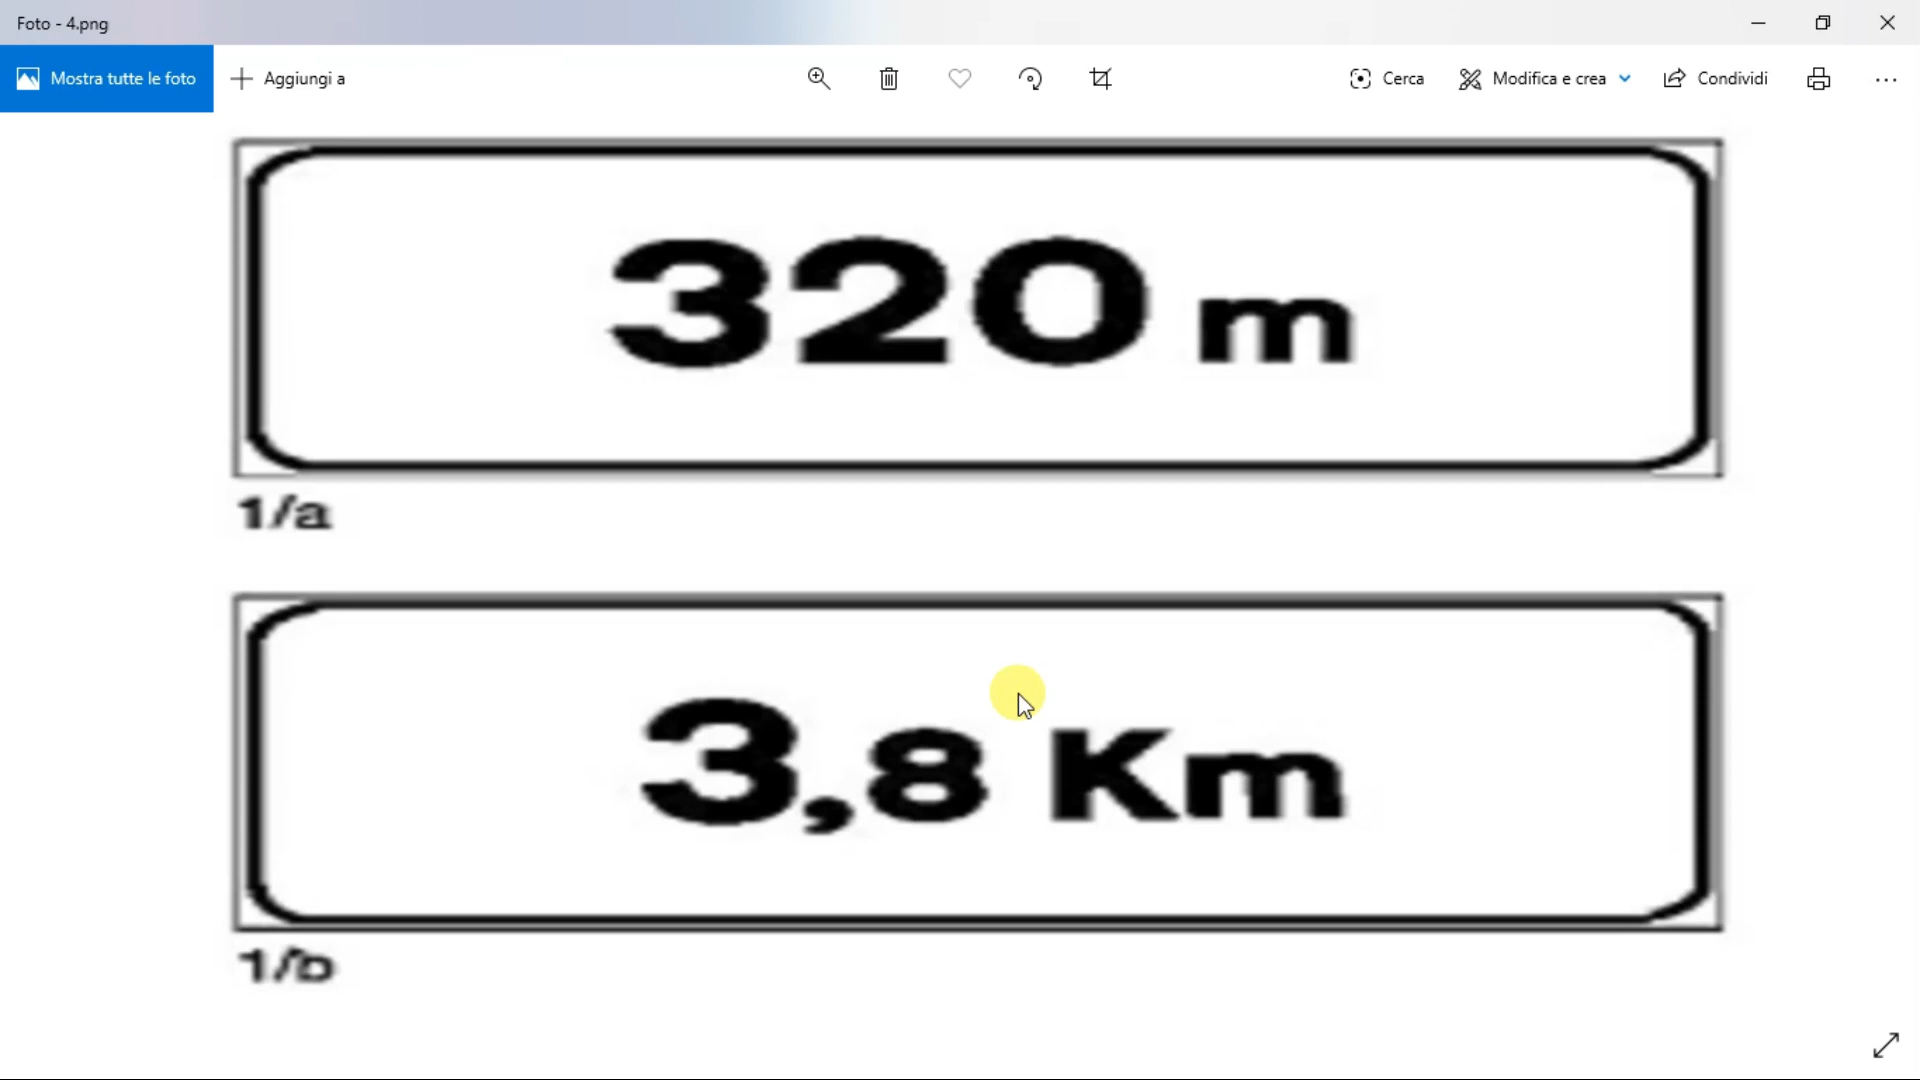 Foto - 4.png
Mostra tutte le foto
Aggiungi a
Cerca
Modifica e crea
Condividi
320 m
1/a
3,8 Km
1/b